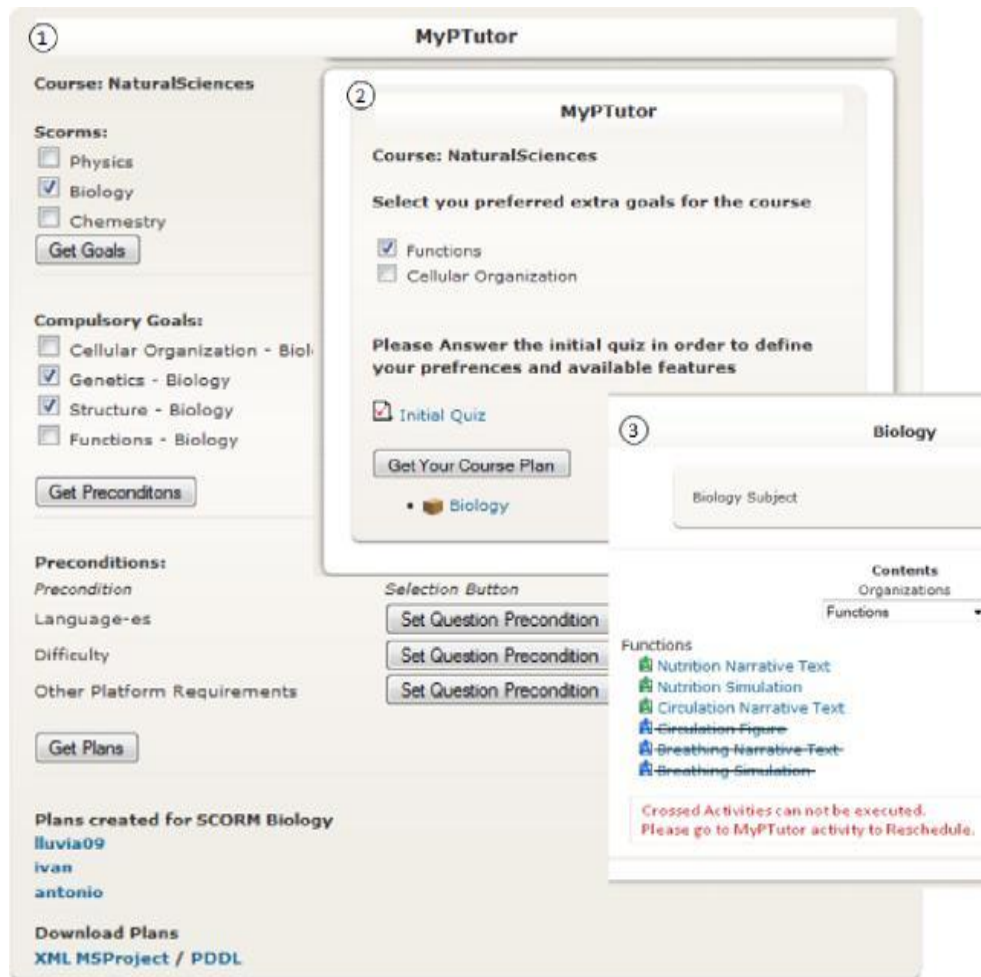 1
MyPTutor
Course: NaturalSciences
Scorms:
Physics
Biology
Chemestry
Get Goals
Compulsory Goals:
Cellular Organization - Biol
Genetics - Biology
Structure - Biology
Functions - Biology
Get Preconditons
Preconditions:
Precondition Selection Button
Language-es Set Question Precondition
Difficulty Set Question Precondition
Other Platform Requirements Set Question Precondition
Get Plans
Plans created for SCORM Biology
lluvia09
ivan
antonio
Download Plans
XML MSProject / PDDL
2
MyPTutor
Course: NaturalSciences
Select you preferred extra goals for the course
Functions
Cellular Organization
Please Answer the initial quiz in order to define
your prefrences and available features
Initial Quiz
Get Your Course Plan
• Biology
3
Biology
Biology Subject
Contents
Organizations
Functions
Functions
Nutrition Narrative Text
Nutrition Simulation
Circulation Narrative Text
Circulation Figure
Breathing Narrative Text
Breathing Simulation
Crossed Activities can not be executed.
Please go to MyPTutor activity to Reschedule.